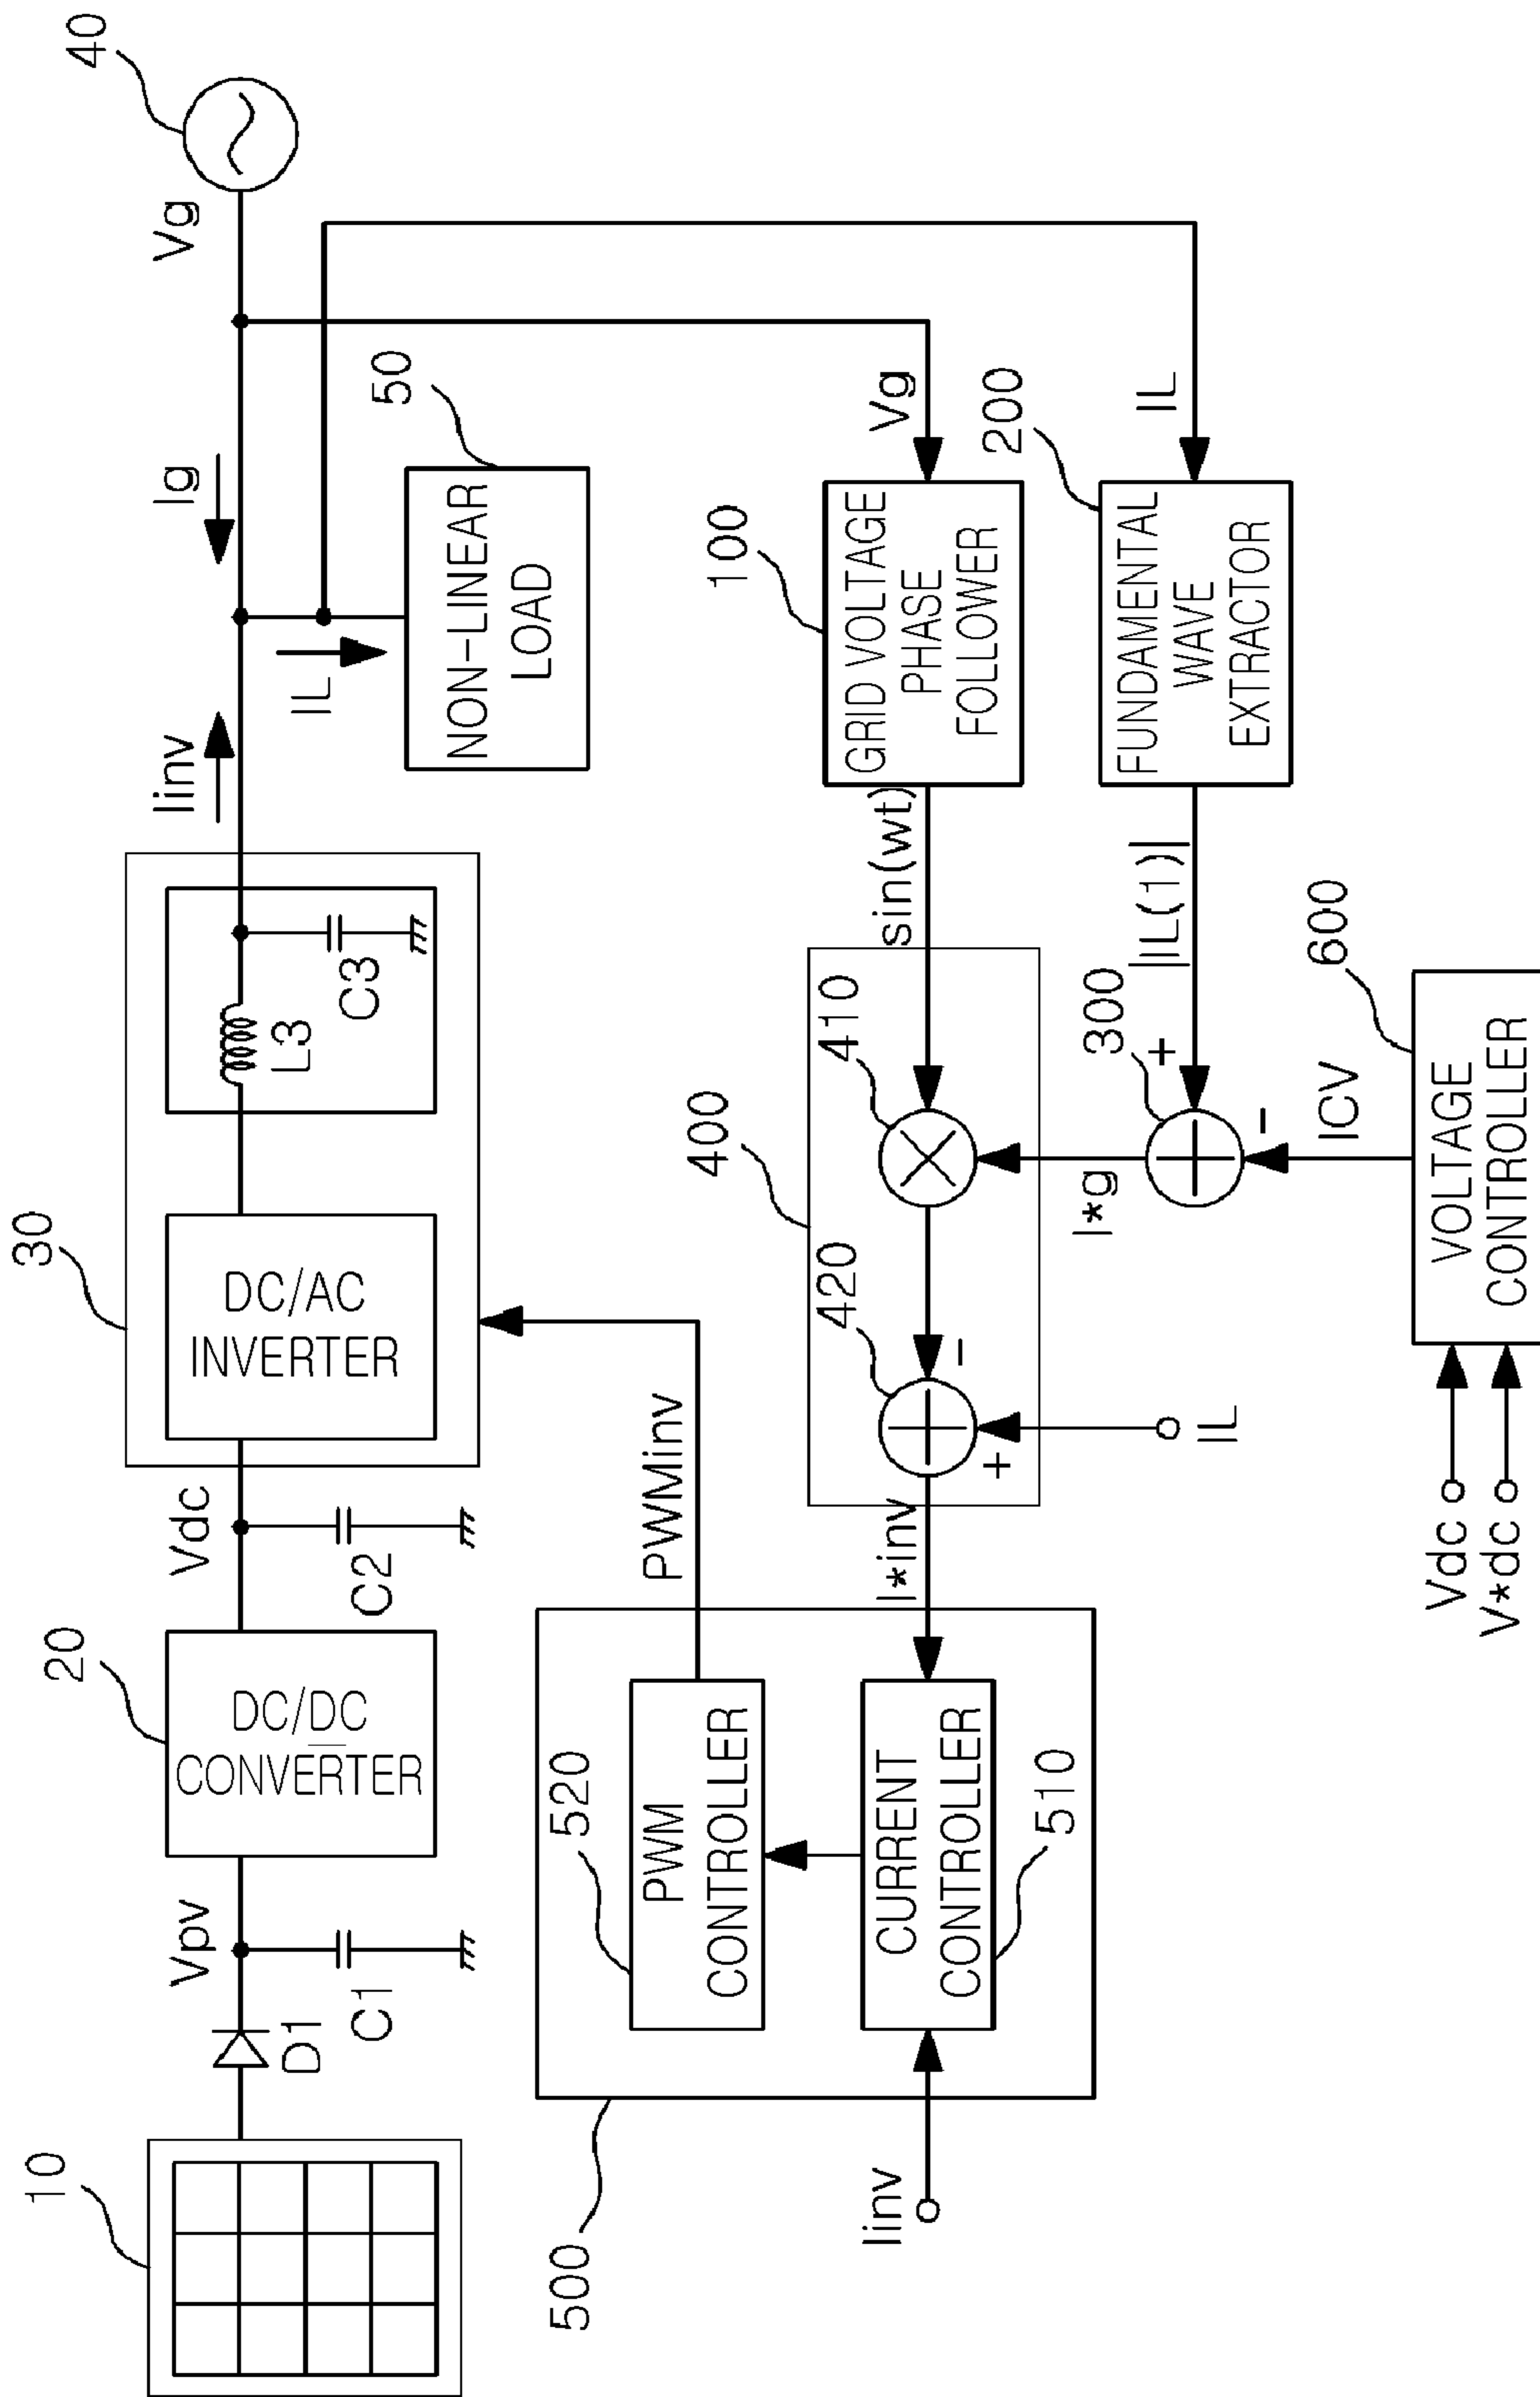 10
D1
Vpv
C1
20
DC/DC
CONVERTER
Vdc
C2
30
DC/AC
INVERTER
L3
C3
Iinv
IL
Ig
Vg
40
NON-LINEAR
LOAD
50
500
520
PWM
CONTROLLER
PWMinv
CURRENT
CONTROLLER
510
Iinv
I*inv
400
420
410
-
+
IL
sin(wt)
100
GRID VOLTAGE
PHASE
FOLLOWER
Vg
I*g
300
+
-
|IL(1)|
200
FUNDAMENTAL
WAVE
EXTRACTOR
IL
ICV
600
VOLTAGE
CONTROLLER
Vdc
V*dc